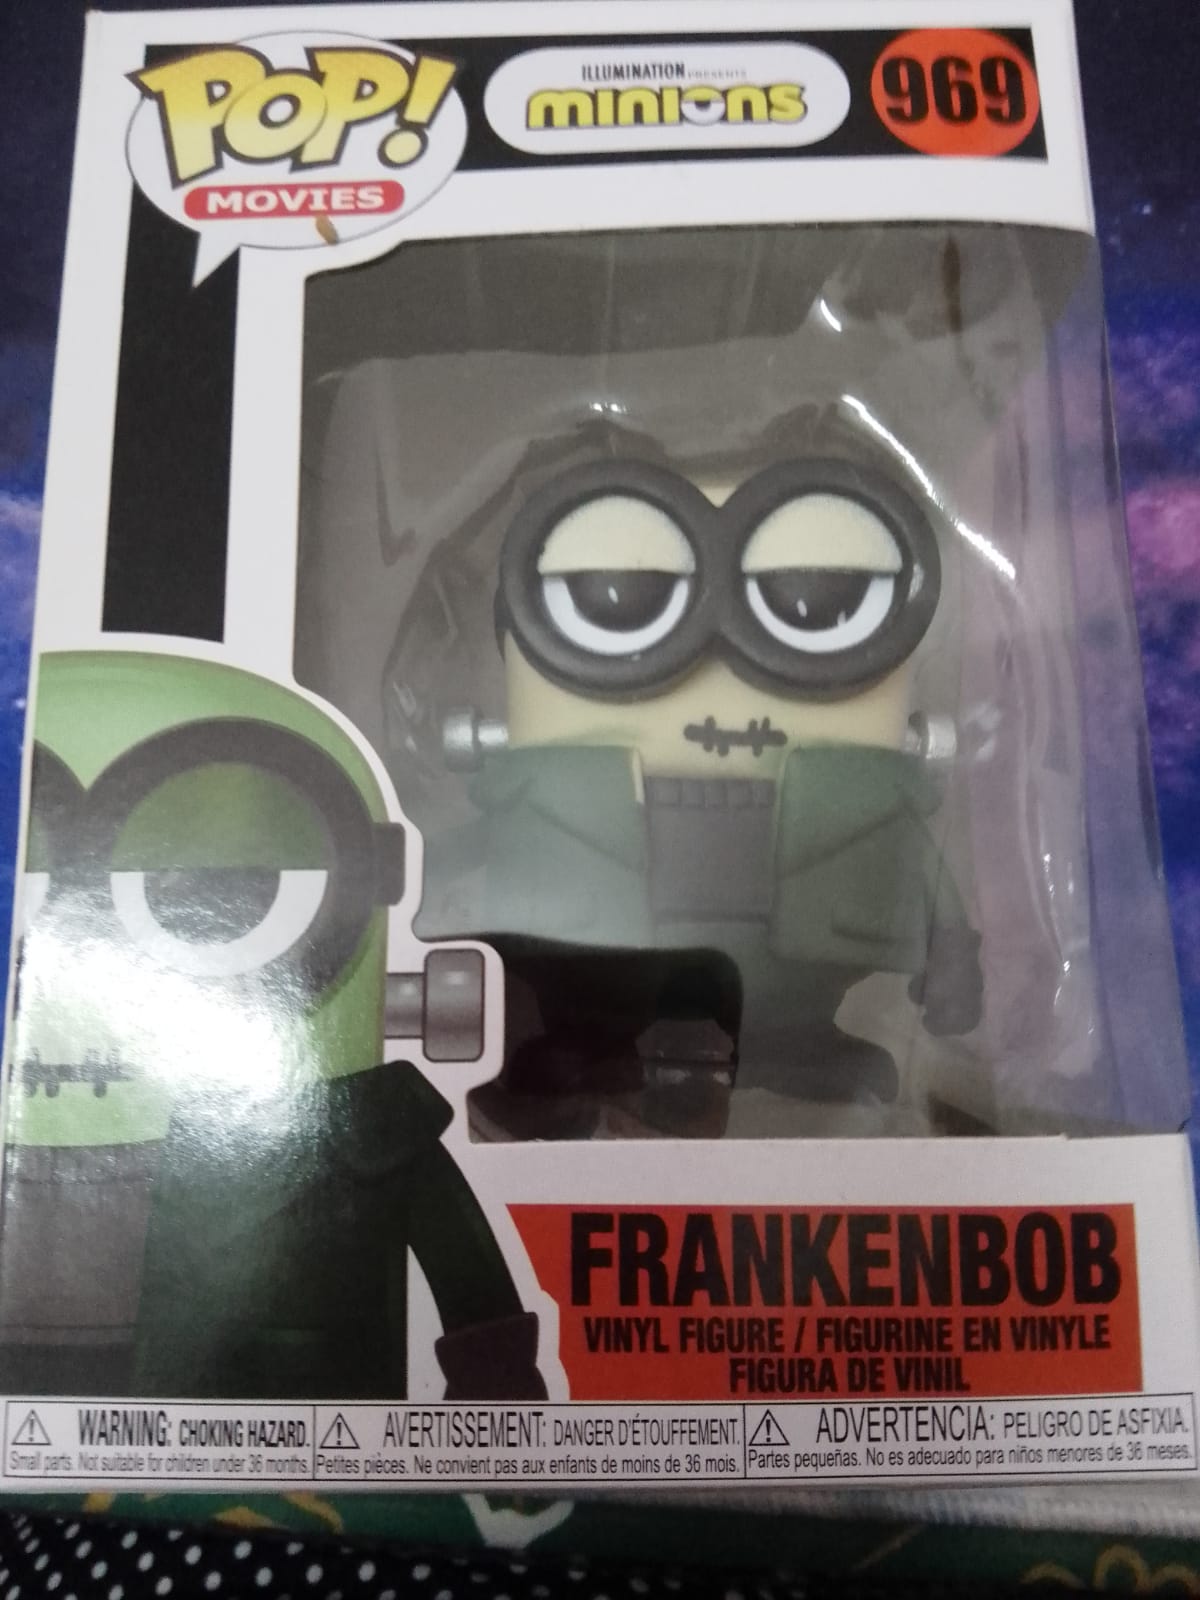 POP!
MOVIES
ILLUMINATION PRESENTS
minions
969
FRANKENBOB
VINYL FIGURE / FIGURINE EN VINYLE
FIGURA DE VINIL
WARNING: CHOKING HAZARD.
Small parts. Not suitable for children under 36 months.
AVERTISSEMENT: DANGER D'ÉTOUFFEMENT.
Petites pièces. Ne convient pas aux enfants de moins de 36 mois.
ADVERTENCIA: PELIGRO DE ASFIXIA.
Partes pequeñas. No es adecuado para niños menores de 36 meses.